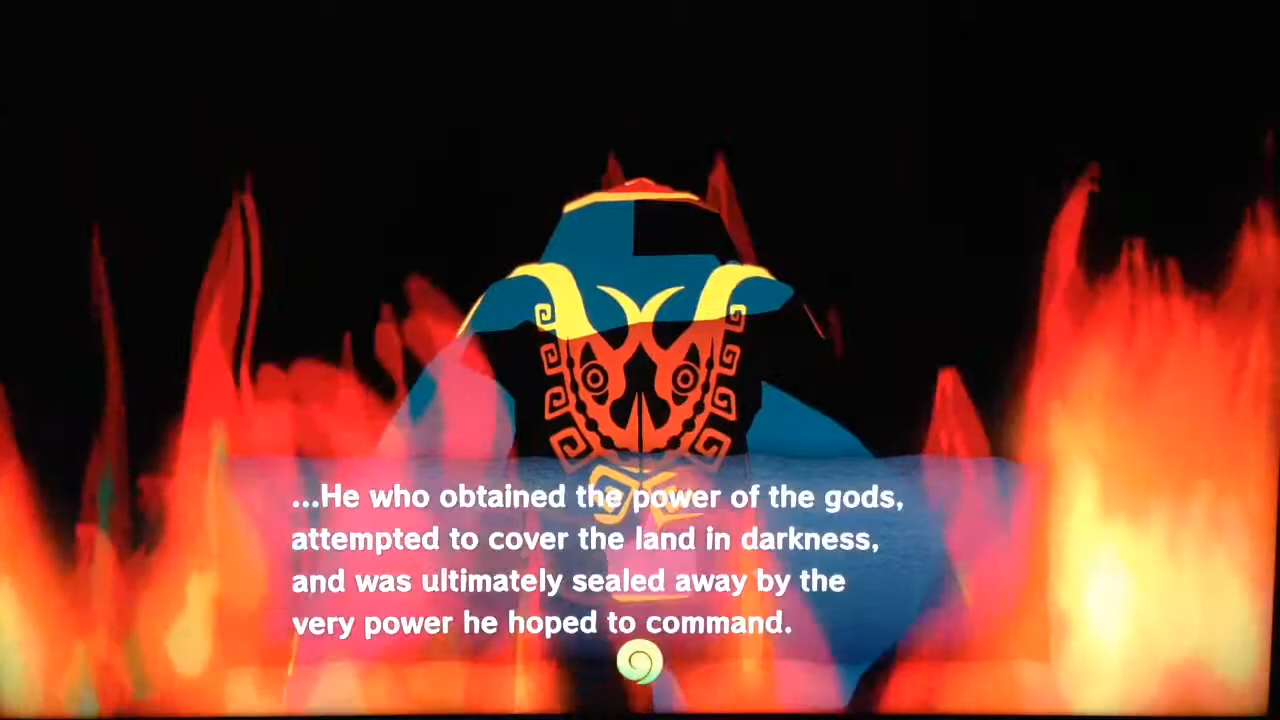 ...He who obtained the power of the gods,
attempted to cover the land in darkness,
and was ultimately sealed away by the
very power he hoped to command.